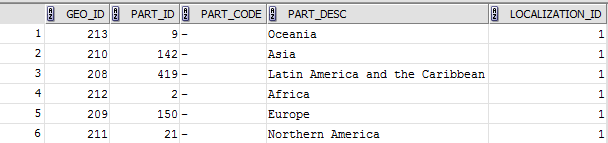 GEO_ID PART_ID PART_CODE PART_DESC LOCALIZATION_ID
1 213 9 - Oceania 1
2 210 142 - Asia 1
3 208 419 - Latin America and the Caribbean 1
4 212 2 - Africa 1
5 209 150 - Europe 1
6 211 21 - Northern America 1